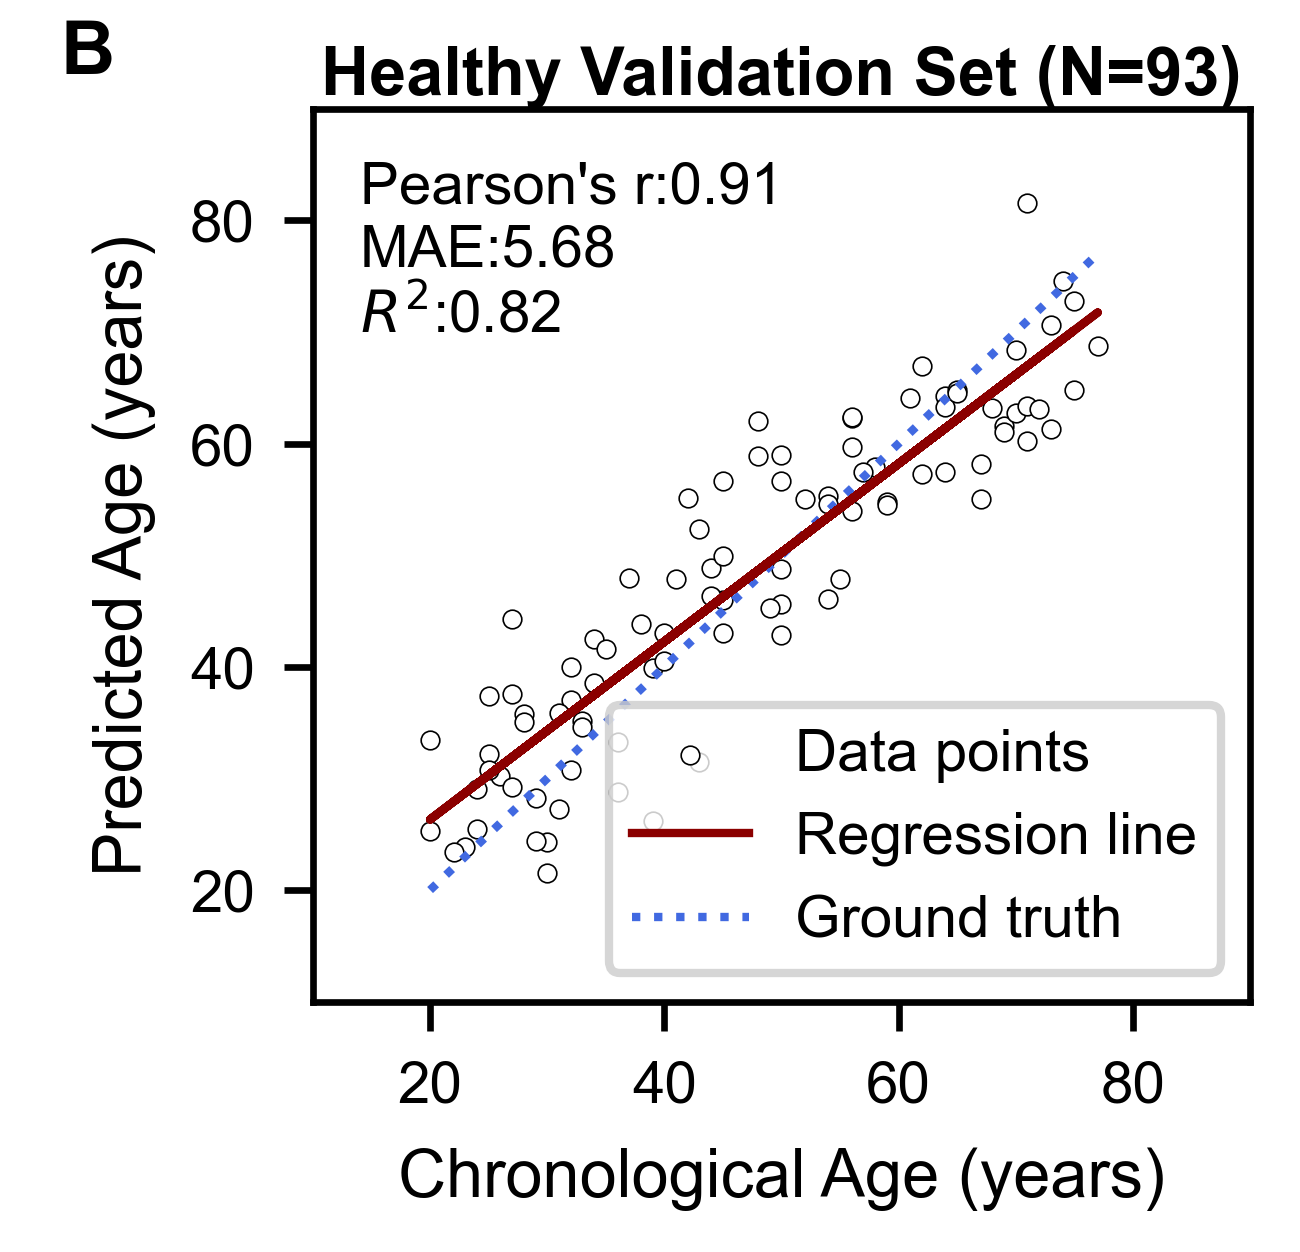 B
Healthy Validation Set (N=93)
Pearson's r:0.91
MAE:5.68
R²:0.82
80
60
40
20
Predicted Age (years)
Data points
Regression line
Ground truth
20 40 60 80
Chronological Age (years)